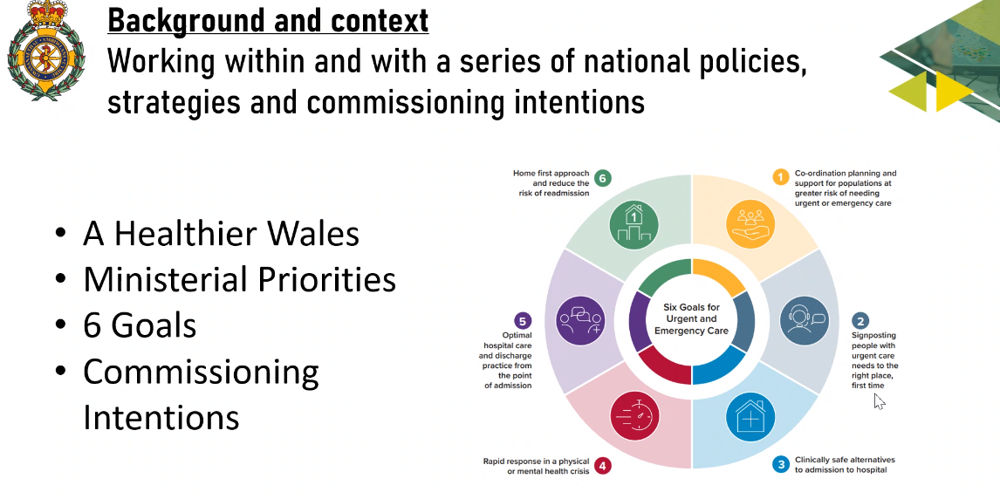 Background and context
Working within and with a series of national policies,
strategies and commissioning intentions
• A Healthier Wales
• Ministerial Priorities
• 6 Goals
• Commissioning
Intentions
Six Goals for
Urgent and
Emergency Care
1
Co-ordination planning and
support for populations at
greater risk of needing
urgent or emergency care
2
Signposting
people with
urgent care
needs to the
right place,
first time
3
Clinically safe alternatives
to admission to hospital
4
Rapid response in a physical
or mental health crisis
5
Optimal
hospital care
and discharge
practice from
the point
of admission
6
Home first approach
and reduce the
risk of readmission
1